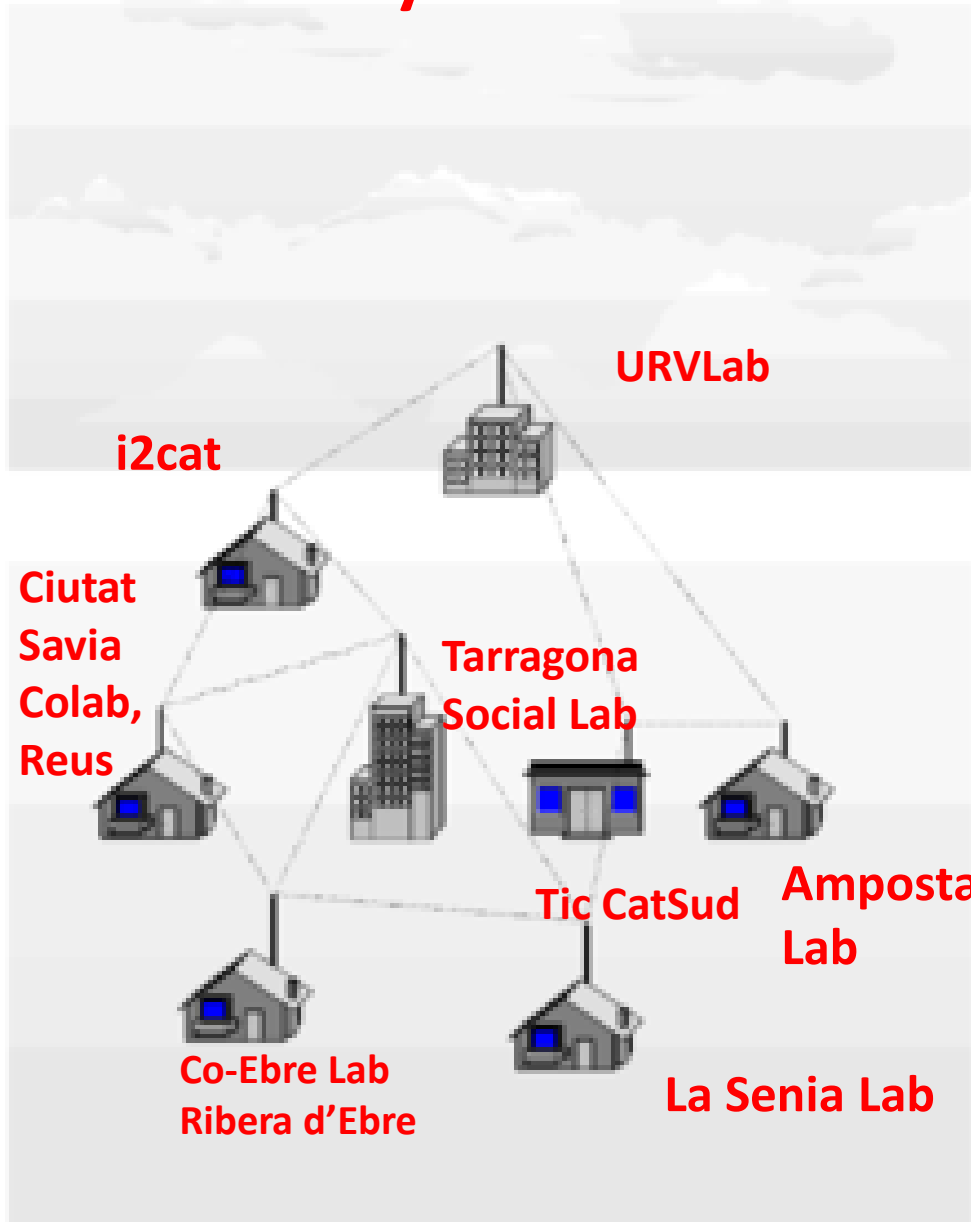 URVLab
i2cat
Ciutat
Savia
Colab,
Reus
Tarragona
Social Lab
Tic CatSud
Amposta
Lab
Co-Ebre Lab
Ribera d’Ebre
La Senia Lab